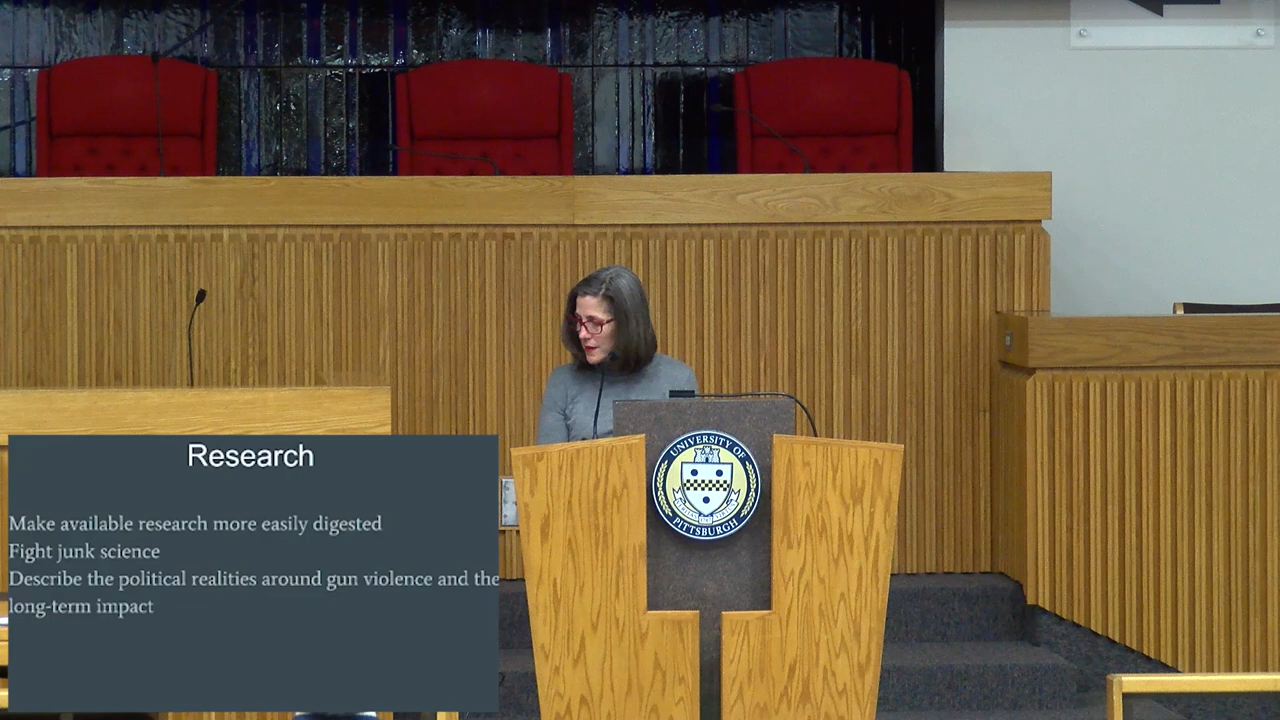 Research
Make available research more easily digested
Fight junk science
Describe the political realities around gun violence and the
long-term impact
UNIVERSITY OF
PITTSBURGH